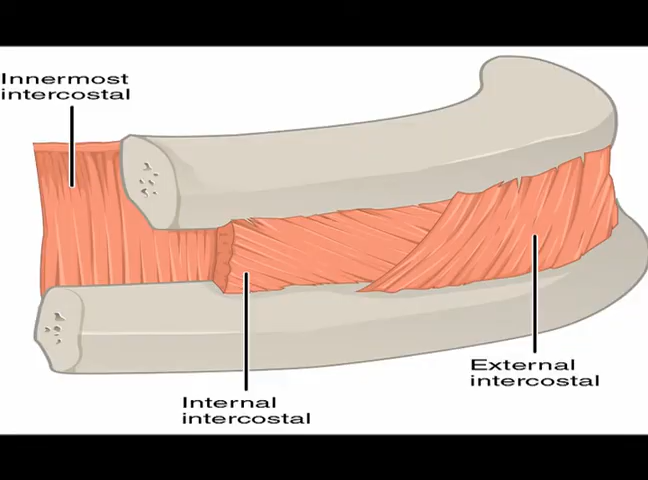 Innermost
intercostal
External
intercostal
Internal
intercostal